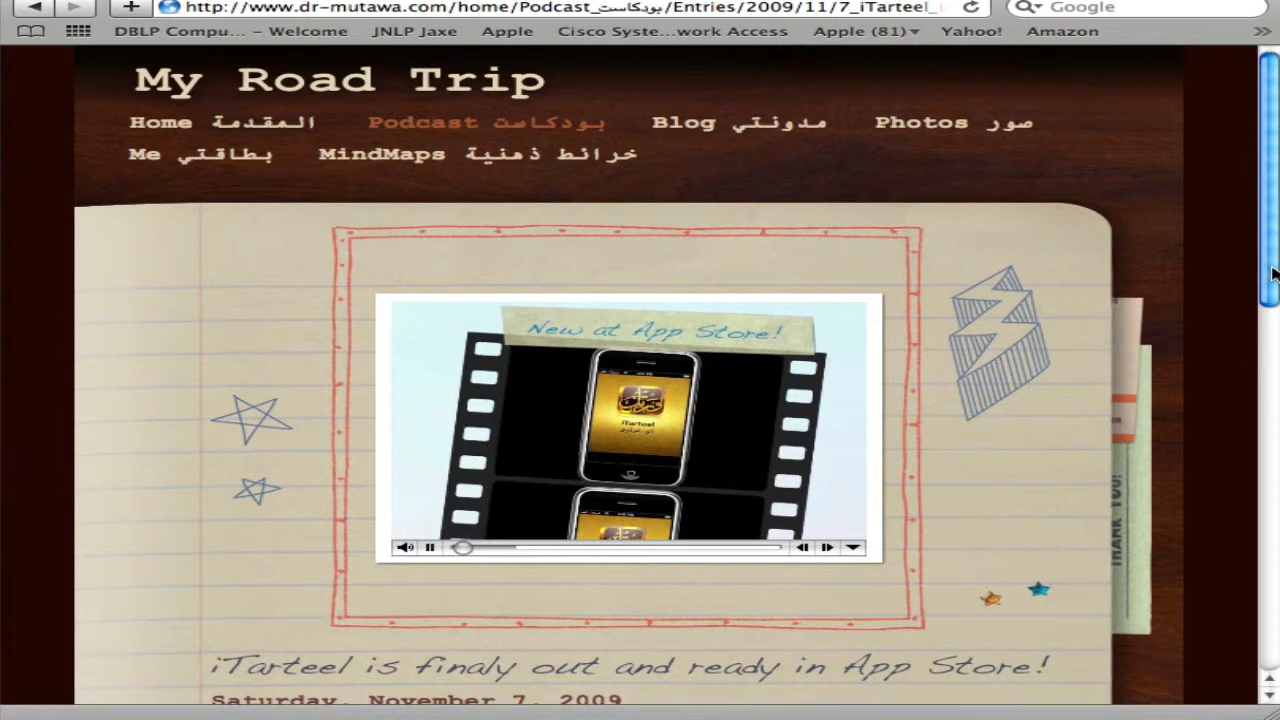 http://www.dr-mutawa.com/home/Podcast_بودكاست/Entries/2009/11/7_iTarteel_i
Google
DBLP Compu... - Welcome JNLP Jaxe Apple Cisco Syste...work Access Apple (81) Yahoo! Amazon
My Road Trip
Home المقدمة Podcast بودكاست Blog مدونتي Photos صور
Me بطاقتي MindMaps خرائط ذهنية
New at App Store!
iTarteel
THANK YOU!
iTarteel is finaly out and ready in App Store!
Saturday, November 7, 2009